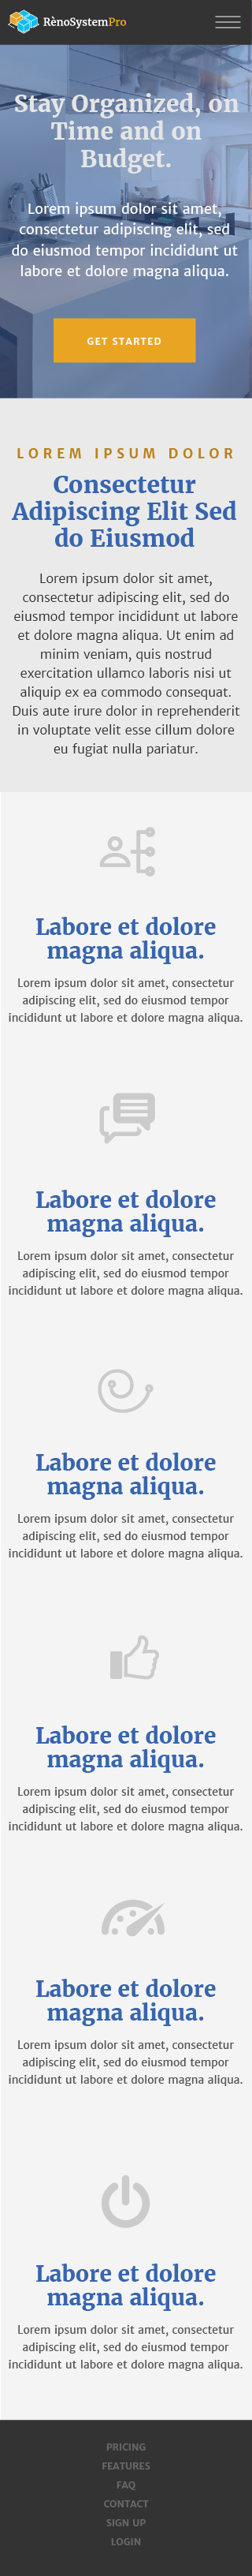 RènoSystemPro
Stay Organized, on
Time and on
Budget.
Lorem ipsum dolor sit amet,
consectetur adipiscing elit, sed
do eiusmod tempor incididunt ut
labore et dolore magna aliqua.
GET STARTED
LOREM IPSUM DOLOR
Consectetur
Adipiscing Elit Sed
do Eiusmod
Lorem ipsum dolor sit amet,
consectetur adipiscing elit, sed do
eiusmod tempor incididunt ut labore
et dolore magna aliqua. Ut enim ad
minim veniam, quis nostrud
exercitation ullamco laboris nisi ut
aliquip ex ea commodo consequat.
Duis aute irure dolor in reprehenderit
in voluptate velit esse cillum dolore
eu fugiat nulla pariatur.
Labore et dolore
magna aliqua.
Lorem ipsum dolor sit amet, consectetur
adipiscing elit, sed do eiusmod tempor
incididunt ut labore et dolore magna aliqua.
Labore et dolore
magna aliqua.
Lorem ipsum dolor sit amet, consectetur
adipiscing elit, sed do eiusmod tempor
incididunt ut labore et dolore magna aliqua.
Labore et dolore
magna aliqua.
Lorem ipsum dolor sit amet, consectetur
adipiscing elit, sed do eiusmod tempor
incididunt ut labore et dolore magna aliqua.
Labore et dolore
magna aliqua.
Lorem ipsum dolor sit amet, consectetur
adipiscing elit, sed do eiusmod tempor
incididunt ut labore et dolore magna aliqua.
Labore et dolore
magna aliqua.
Lorem ipsum dolor sit amet, consectetur
adipiscing elit, sed do eiusmod tempor
incididunt ut labore et dolore magna aliqua.
Labore et dolore
magna aliqua.
Lorem ipsum dolor sit amet, consectetur
adipiscing elit, sed do eiusmod tempor
incididunt ut labore et dolore magna aliqua.
PRICING
FEATURES
FAQ
CONTACT
SIGN UP
LOGIN